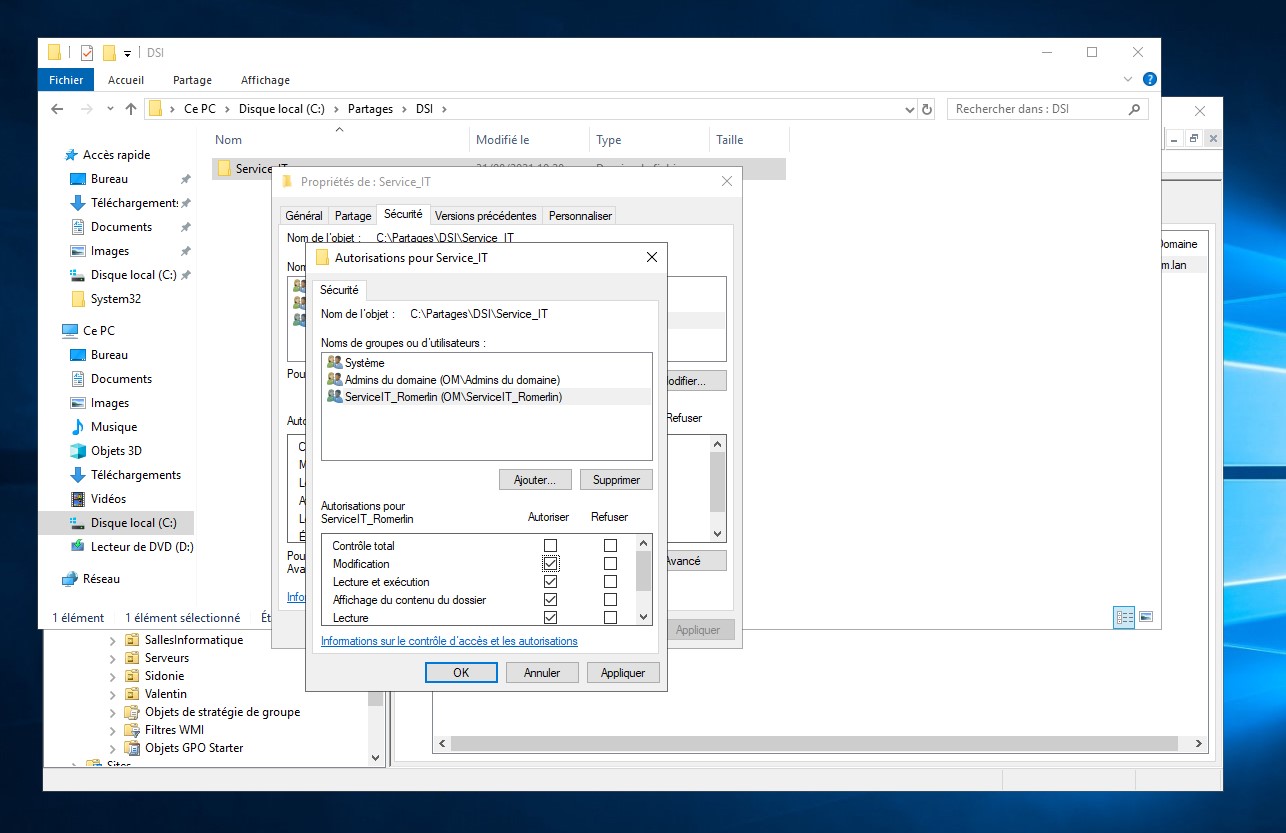 DSI
Fichier Accueil Partage Affichage
Ce PC Disque local (C:) Partages DSI
Rechercher dans : DSI
Nom Modifié le Type Taille
Accès rapide
Bureau
Téléchargements
Documents
Images
Disque local (C:)
System32
Ce PC
Bureau
Documents
Images
Musique
Objets 3D
Téléchargements
Vidéos
Disque local (C:)
Lecteur de DVD (D:)
Réseau
1 élément 1 élément sélectionné
Service_IT
Propriétés de : Service_IT
Général Partage Sécurité Versions précédentes Personnaliser
Nom de l'objet : C:\Partages\DSI\Service_IT
Refuser
Appliquer
Autorisations pour Service_IT
Sécurité
Nom de l'objet : C:\Partages\DSI\Service_IT
Noms de groupes ou d'utilisateurs :
Système
Admins du domaine (OM\Admins du domaine)
ServiceIT_Romerlin (OM\ServiceIT_Romerlin)
Ajouter... Supprimer
Autorisations pour
ServiceIT_Romerlin Autoriser Refuser
Contrôle total
Modification
Lecture et exécution
Affichage du contenu du dossier
Lecture
Informations sur le contrôle d'accès et les autorisations
OK Annuler Appliquer
SallesInformatique
Serveurs
Sidonie
Valentin
Objets de stratégie de groupe
Filtres WMI
Objets GPO Starter
Sites